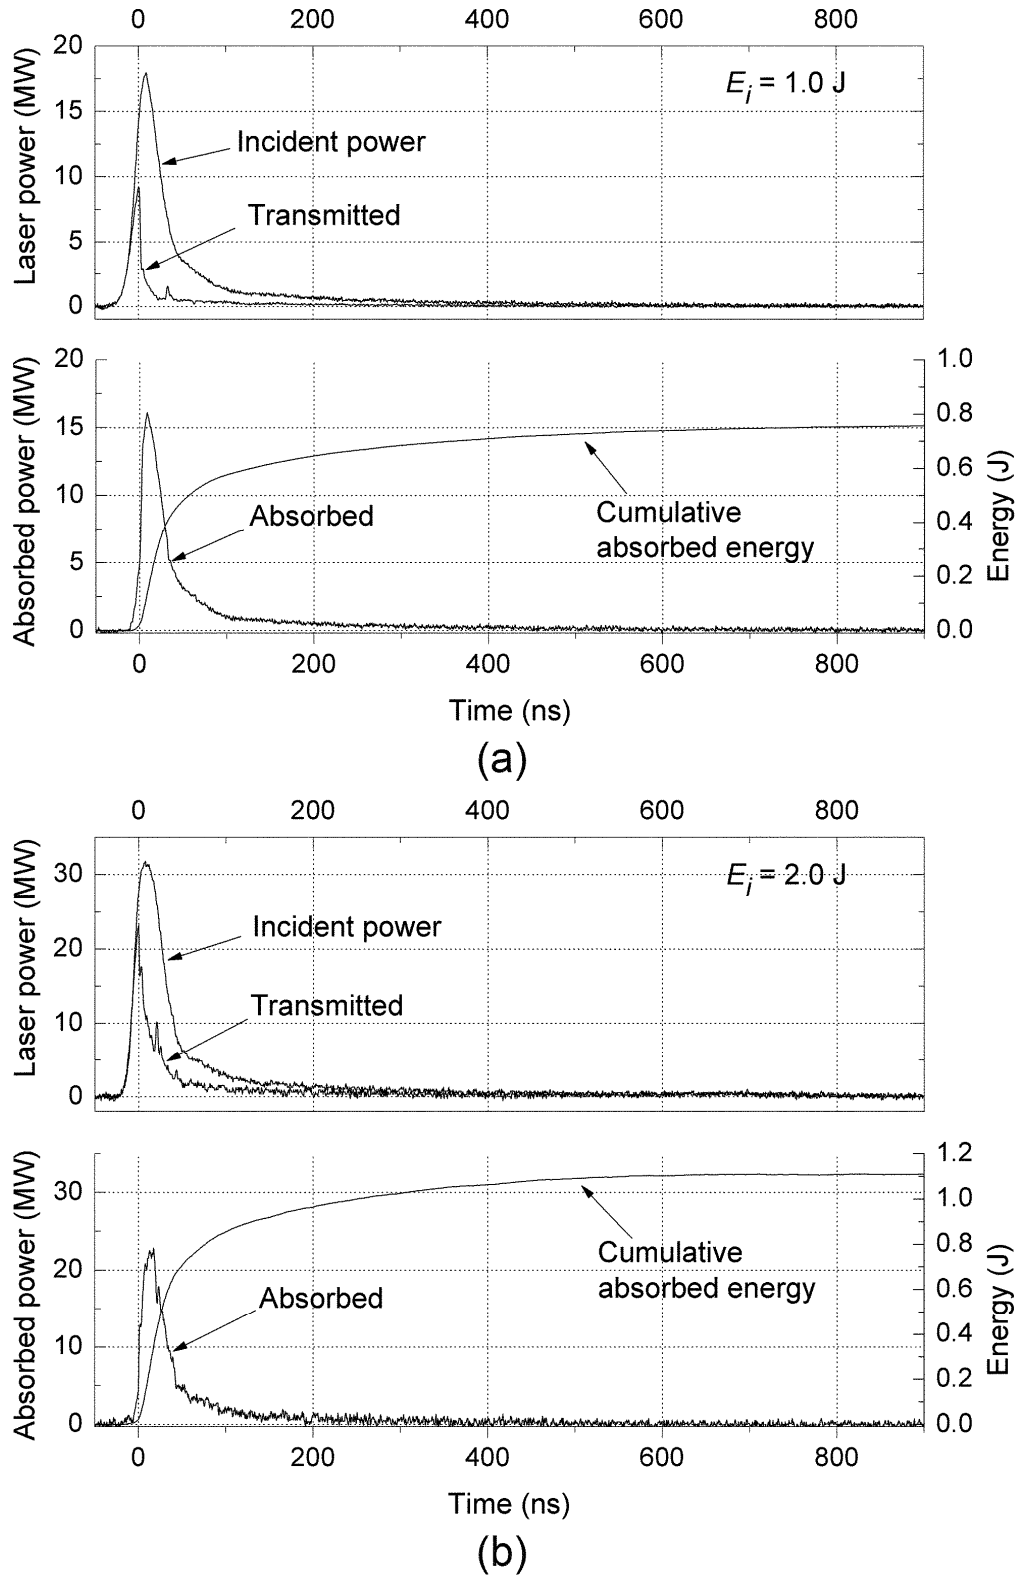 0 200 400 600 800
20
15
10
5
0
Laser power (MW)
E_i = 1.0 J
Incident power
Transmitted
20
15
10
5
0
Absorbed power (MW)
1.0
0.8
0.6
0.4
0.2
0.0
Energy (J)
Absorbed
Cumulative
absorbed energy
0 200 400 600 800
Time (ns)
(a)
0 200 400 600 800
30
20
10
0
Laser power (MW)
E_i = 2.0 J
Incident power
Transmitted
30
20
10
0
Absorbed power (MW)
1.2
1.0
0.8
0.6
0.4
0.2
0.0
Energy (J)
Cumulative
absorbed energy
Absorbed
0 200 400 600 800
Time (ns)
(b)